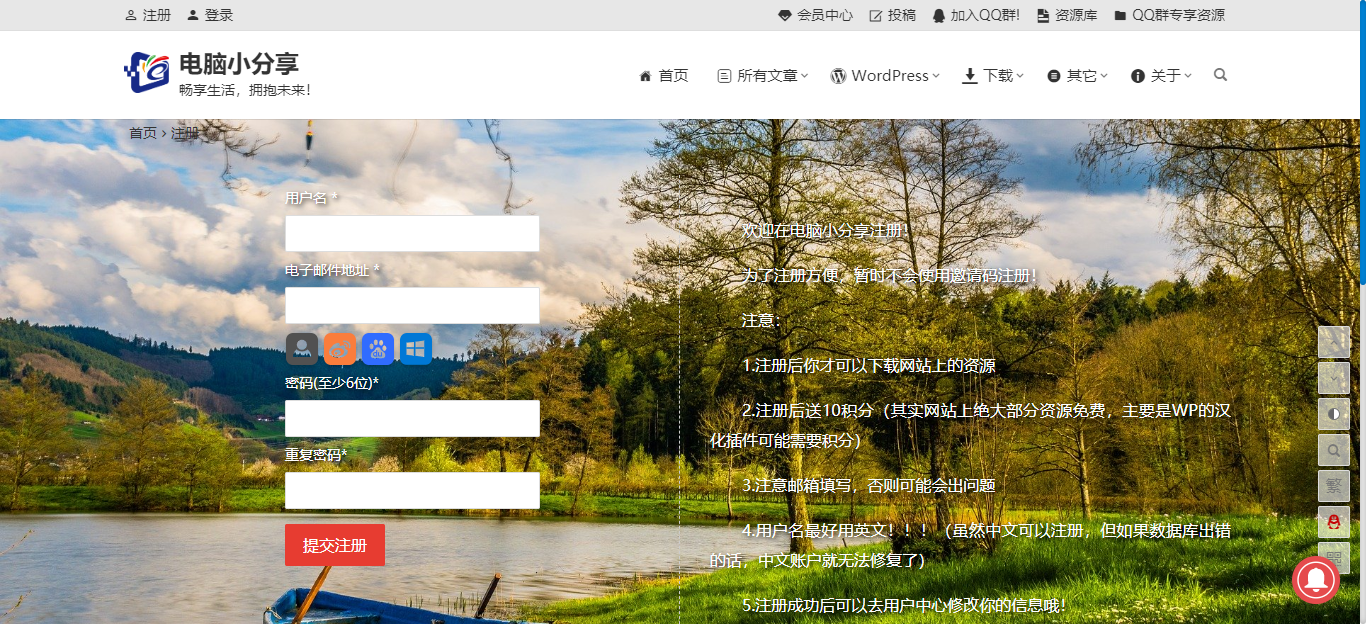 注册 登录 会员中心 投稿 加入QQ群! 资源库 QQ群专享资源
电脑小分享
畅享生活，拥抱未来！
首页 所有文章 WordPress 下载 其它 关于
首页 › 注册
用户名 *
电子邮件地址 *
密码(至少6位)*
重复密码*
提交注册
欢迎在电脑小分享注册！
为了注册方便，暂时不会使用邀请码注册！
注意：
1.注册后你才可以下载网站上的资源
2.注册后送10积分（其实网站上绝大部分资源免费，主要是WP的汉
化插件可能需要积分）
3.注意邮箱填写，否则可能会出问题
4.用户名最好用英文！！！（虽然中文可以注册，但如果数据库出错
的话，中文账户就无法修复了）
5.注册成功后可以去用户中心修改你的信息哦！
繁